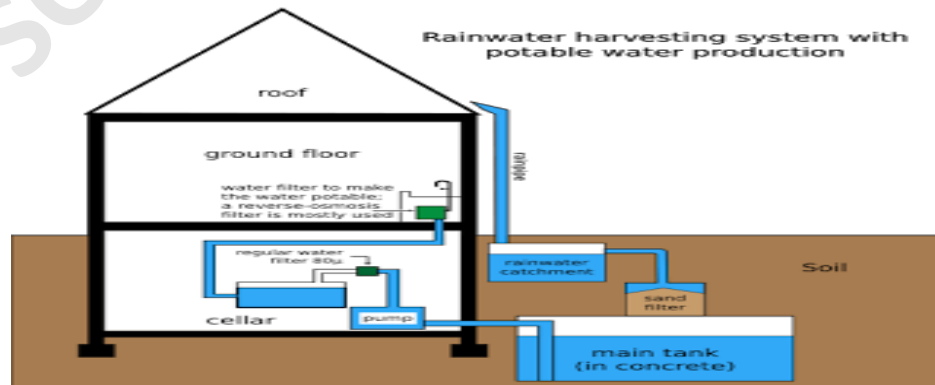 Rainwater harvesting system with
potable water production
roof
ground floor
rainpipe
water filter to make
the water potable:
a reverse-osmosis
filter is mostly used
regular water
filter 80µ
rainwater
catchment
Soil
sand
filter
cellar
pump
main tank
(in concrete)